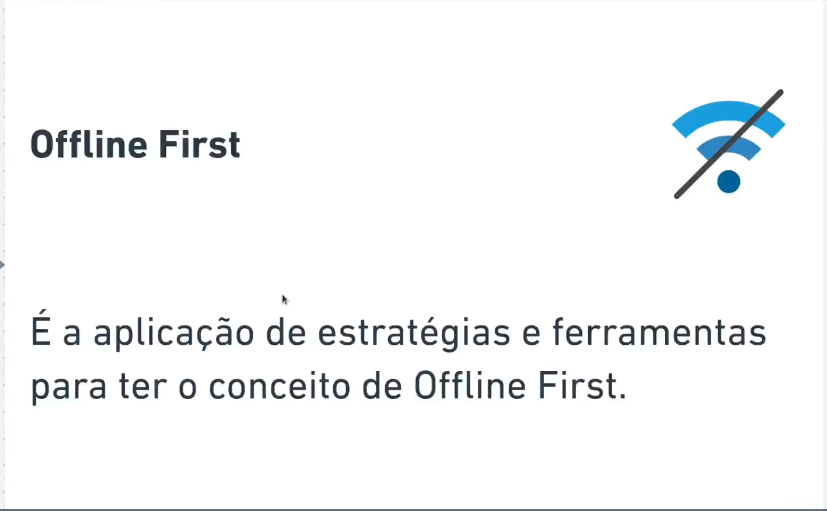 Offline First
É a aplicação de estratégias e ferramentas
para ter o conceito de Offline First.